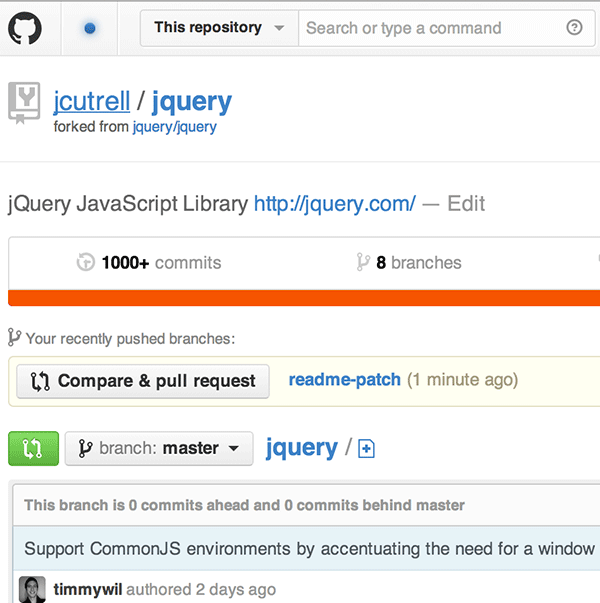 This repository Search or type a command
jcutrell / jquery
forked from jquery/jquery
jQuery JavaScript Library http://jquery.com/ — Edit
1000+ commits 8 branches
Your recently pushed branches:
Compare & pull request readme-patch (1 minute ago)
branch: master jquery /
This branch is 0 commits ahead and 0 commits behind master
Support CommonJS environments by accentuating the need for a window
timmywil authored 2 days ago